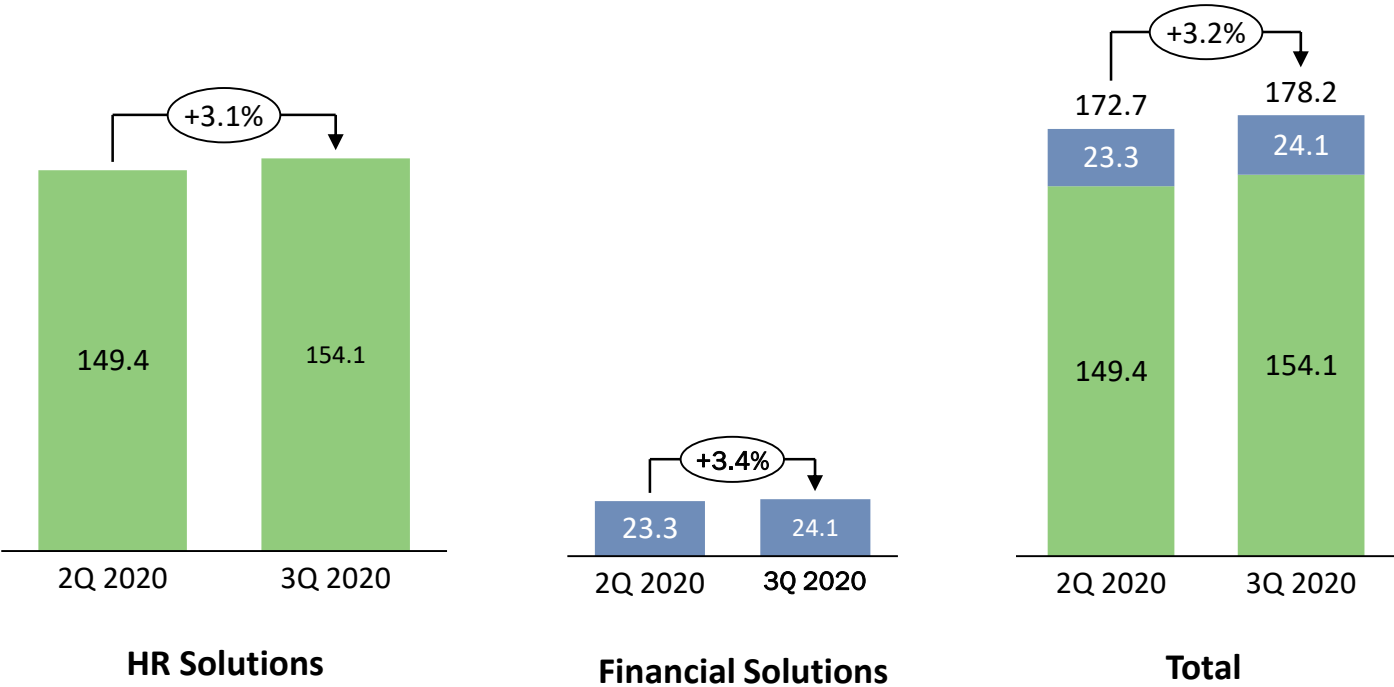 +3.1%
149.4
154.1
2Q 2020
3Q 2020
HR Solutions
+3.4%
23.3
24.1
2Q 2020
3Q 2020
Financial Solutions
+3.2%
172.7
178.2
23.3
24.1
149.4
154.1
2Q 2020
3Q 2020
Total